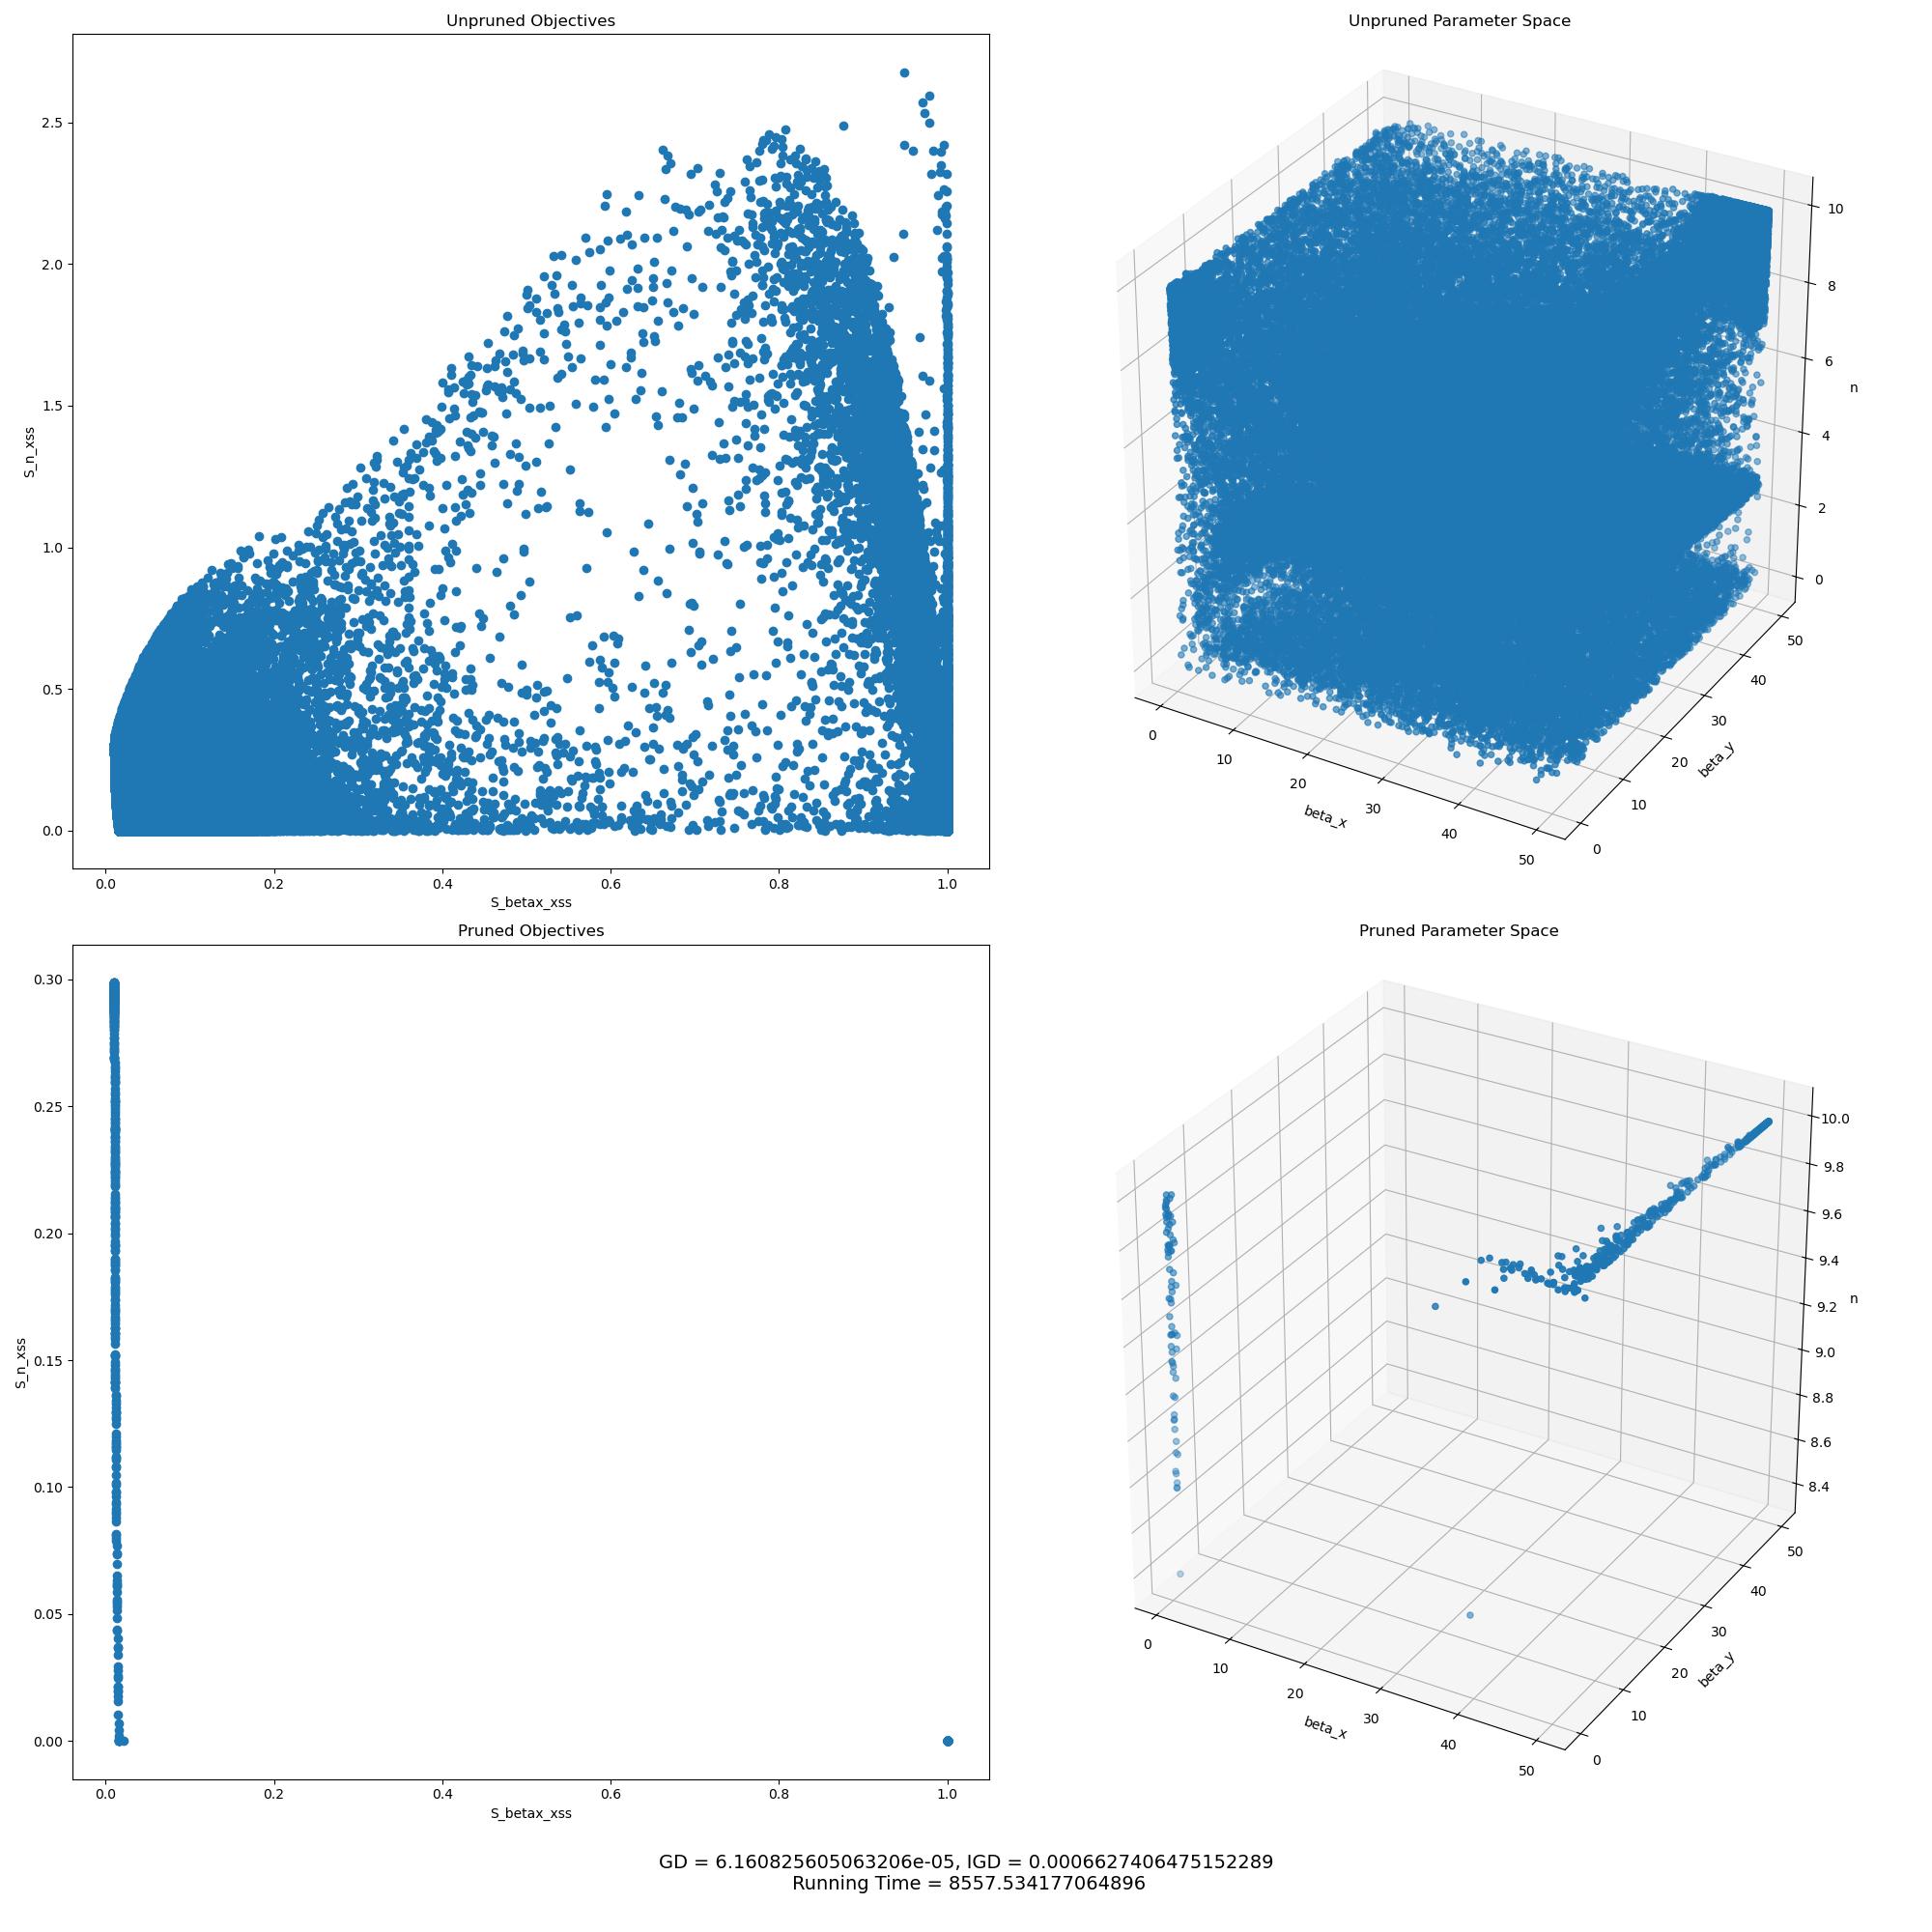 Unpruned Objectives
2.5
2.0
1.5
1.0
0.5
0.0
S_n_xss
0.0 0.2 0.4 0.6 0.8 1.0
S_betax_xss
Unpruned Parameter Space
10
8
6
4
2
0
n
0 10 20 30 40 50
beta_x
0 10 20 30 40 50
beta_y
Pruned Objectives
0.30
0.25
0.20
0.15
0.10
0.05
0.00
S_n_xss
0.0 0.2 0.4 0.6 0.8 1.0
S_betax_xss
Pruned Parameter Space
10.0
9.8
9.6
9.4
9.2
9.0
8.8
8.6
8.4
n
0 10 20 30 40 50
beta_x
0 10 20 30 40 50
beta_y
GD = 6.160825605063206e-05, IGD = 0.0006627406475152289
Running Time = 8557.534177064896